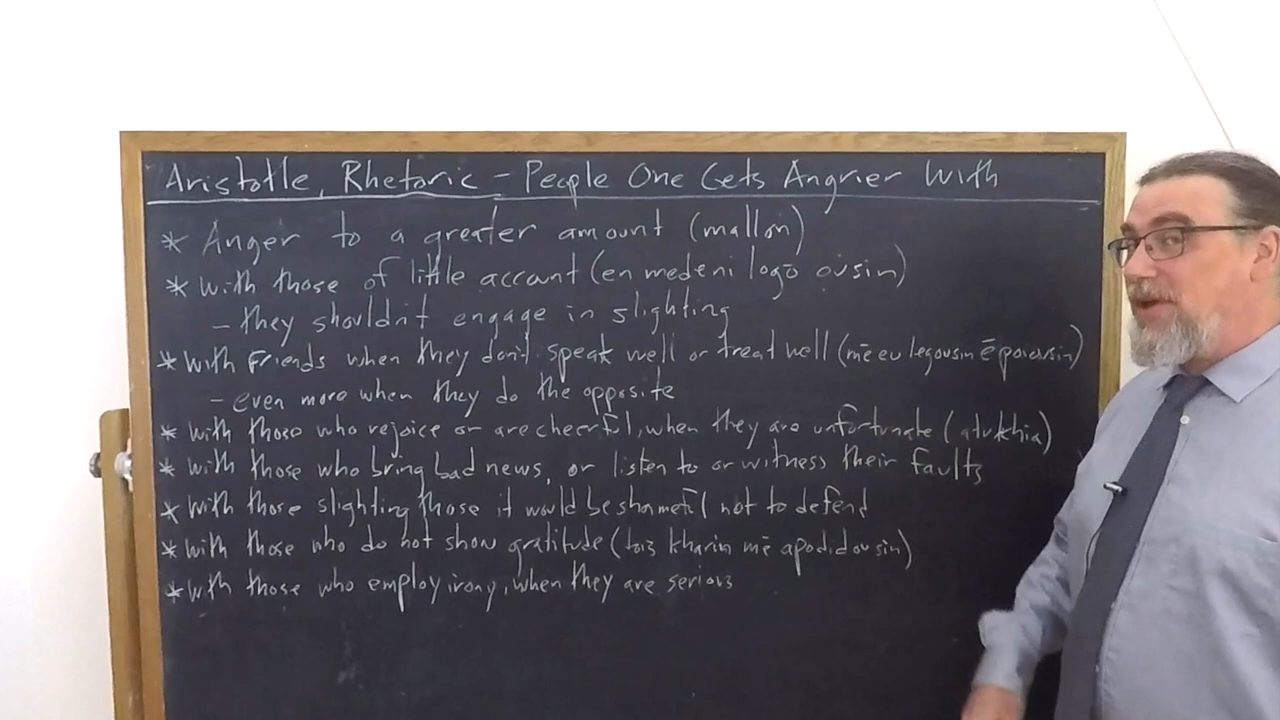 Aristotle, Rhetoric - People One Gets Angrier With
* Anger to a greater amount (mallon)
* With those of little account (en medeni logō ousin)
- they shouldn't engage in slighting
* With Friends when they don't speak well or treat well (mē eu legousin ē poiousin)
- even more when they do the opposite
* With those who rejoice or are cheerful, when they are unfortunate (atukhia)
* With those who bring bad news, or listen to or witness their faults
* With those slighting those it would be shameful not to defend
* With those who do not show gratitude (tois kharin mē apodidousin)
* With those who employ irony, when they are serious